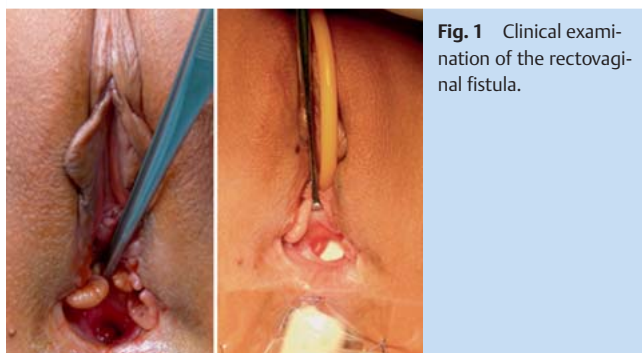 Fig. 1 Clinical exami-
nation of the rectovagi-
nal fistula.